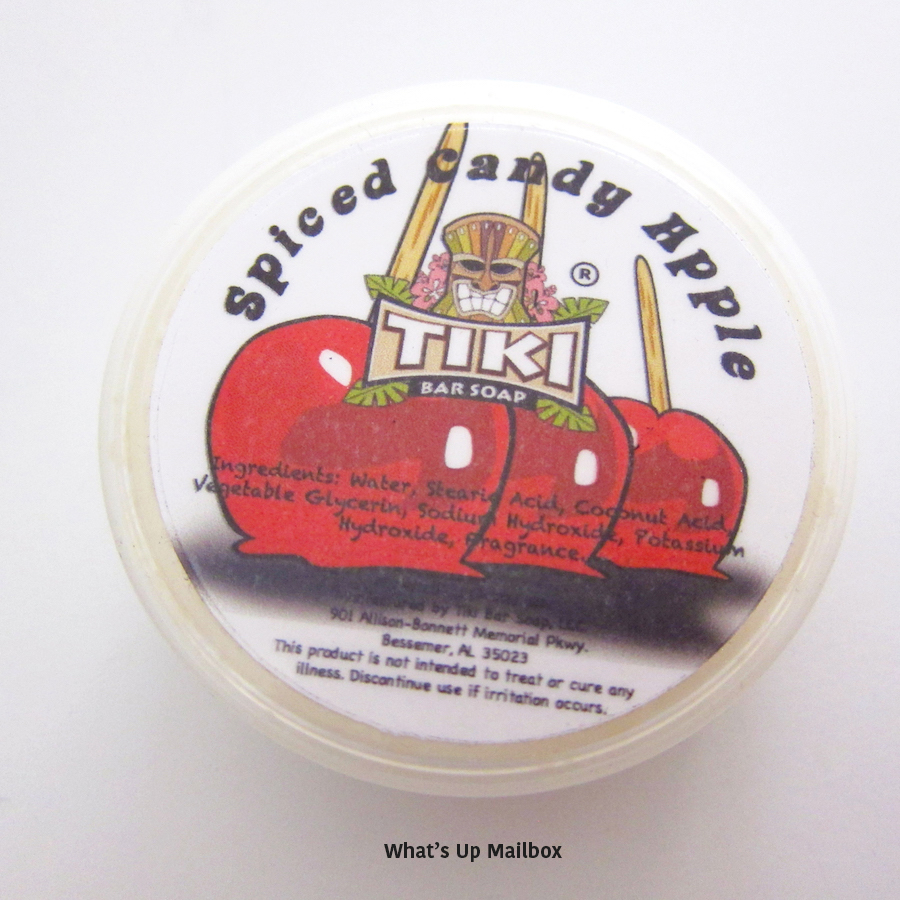 Spiced Candy Apple
®
TIKI
BAR SOAP
Ingredients: Water, Stearic Acid, Coconut Acid,
Vegetable Glycerin, Sodium Hydroxide, Potassium
Hydroxide, Fragrance.
by Tiki Bar Soap, LLC
901 Allison-Bonnett Memorial Pkwy.
Bessemer, AL 35023
This product is not intended to treat or cure any
illness. Discontinue use if irritation occurs.
What's Up Mailbox